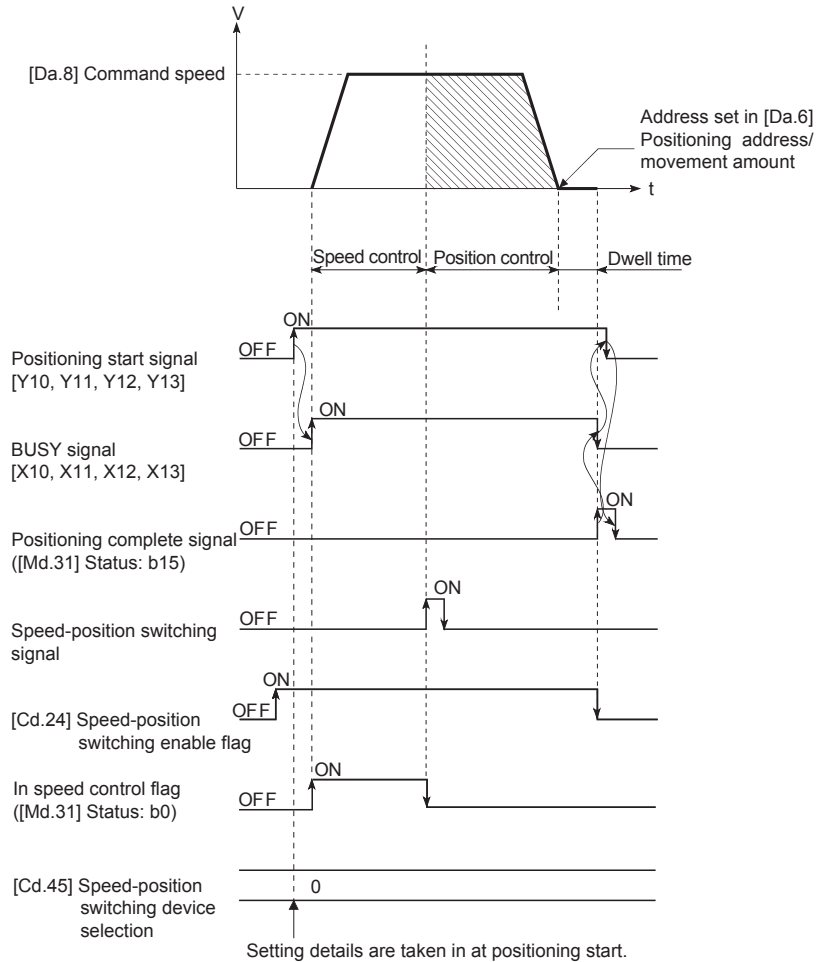 V
[Da.8] Command speed
Address set in [Da.6]
Positioning address/
movement amount
t
Speed control
Position control
Dwell time
ON
OFF
Positioning start signal
[Y10, Y11, Y12, Y13]
ON
OFF
BUSY signal
[X10, X11, X12, X13]
ON
OFF
Positioning complete signal
([Md.31] Status: b15)
ON
OFF
Speed-position switching
signal
ON
OFF
[Cd.24] Speed-position
switching enable flag
ON
OFF
In speed control flag
([Md.31] Status: b0)
[Cd.45] Speed-position
switching device
selection
0
Setting details are taken in at positioning start.